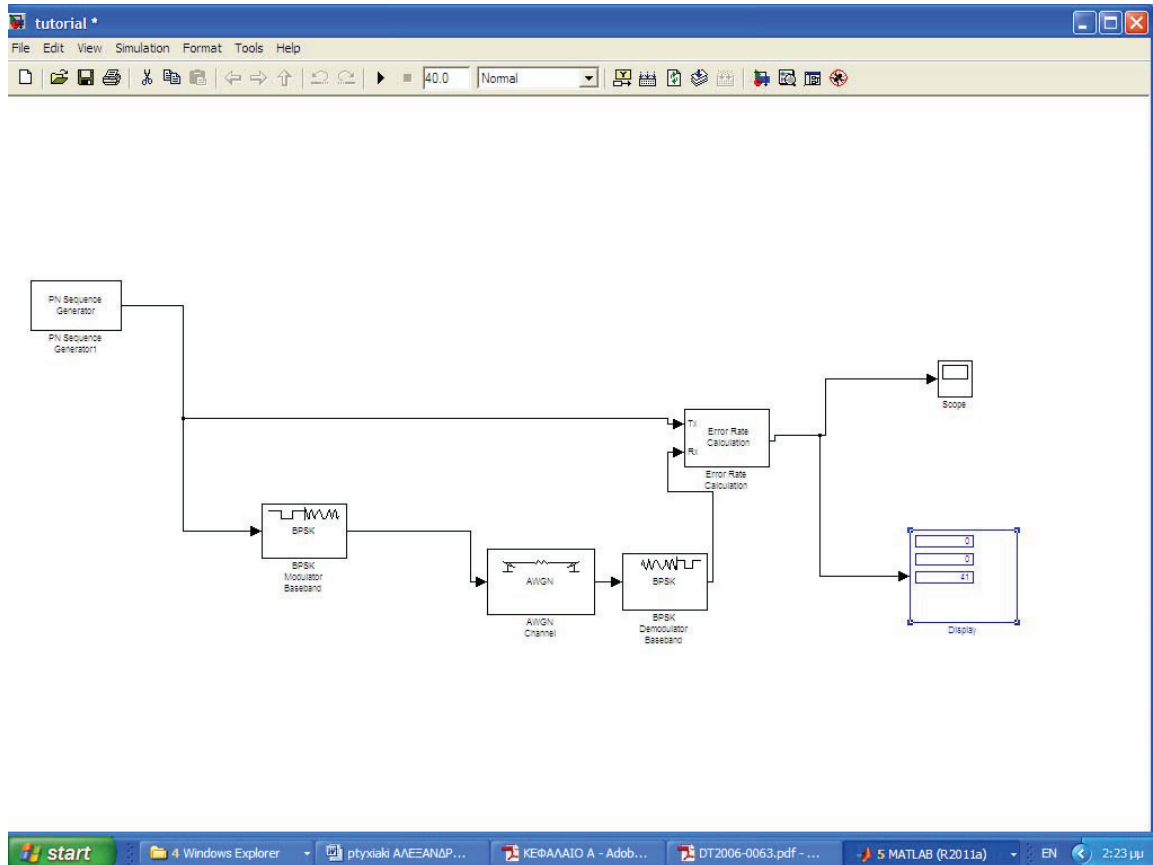 tutorial *
File Edit View Simulation Format Tools Help
40.0 Normal
PN Sequence
Generator
PN Sequence
Generator1
Scope
Tx
Rx
Error Rate
Calculation
Error Rate
Calculation
BPSK
BPSK
Modulator
Baseband
AWGN
AWGN
Channel
BPSK
BPSK
Demodulator
Baseband
0
0
41
Display
start
4 Windows Explorer
ptyxiaki ΑΛΕΞΑΝΔΡ...
ΚΕΦΑΛΑΙΟ Α - Adob...
DT2006-0063.pdf - ...
5 MATLAB (R2011a)
EN
2:23 μμ